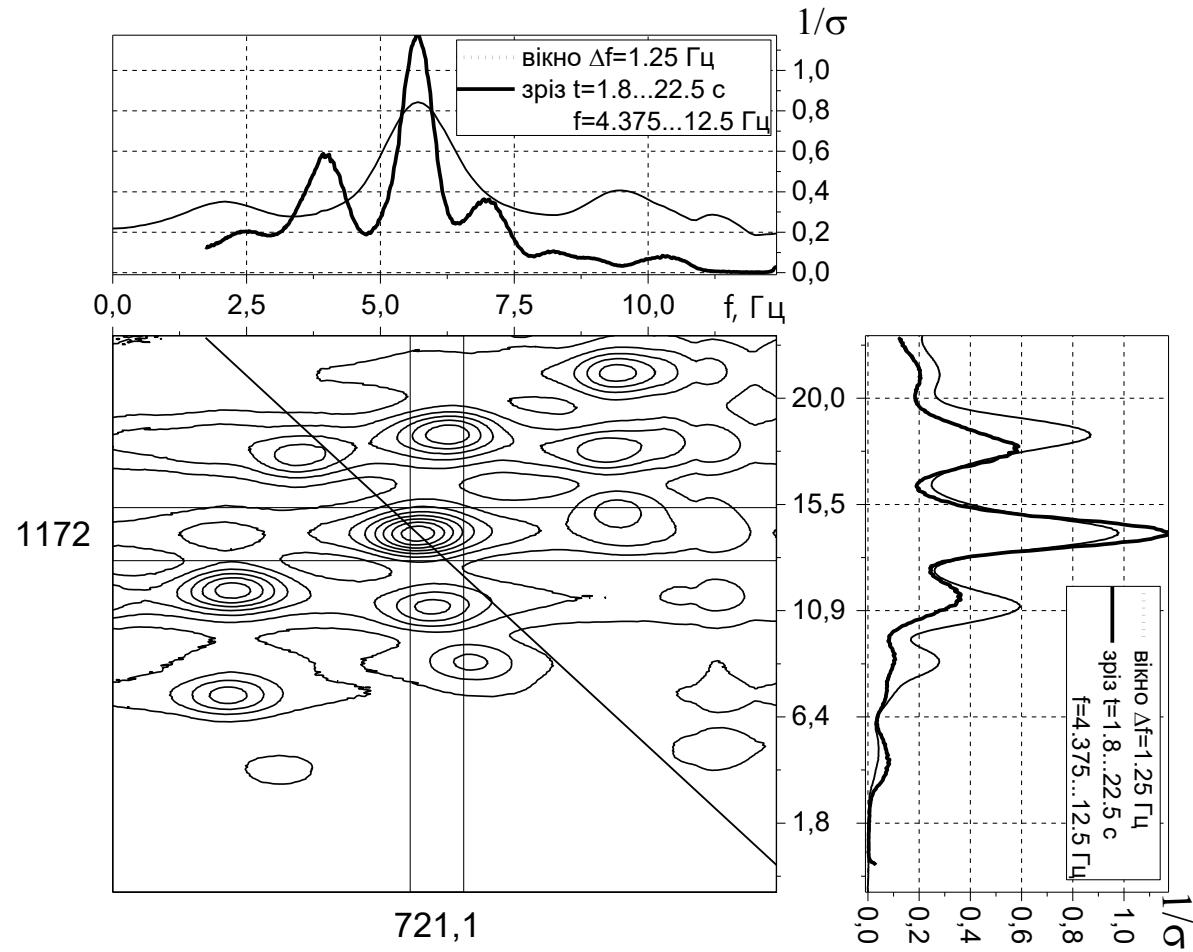 1/σ
вікно Δf=1.25 Гц
зріз t=1.8...22.5 с
f=4.375...12.5 Гц
1,0
0,8
0,6
0,4
0,2
0,0
0,0 2,5 5,0 7,5 10,0 f, Гц
20,0
15,5
10,9
6,4
1,8
1172
721,1
вікно Δf=1.25 Гц
зріз t=1.8...22.5 с
f=4.375...12.5 Гц
0,0 0,2 0,4 0,6 0,8 1,0 1/σ